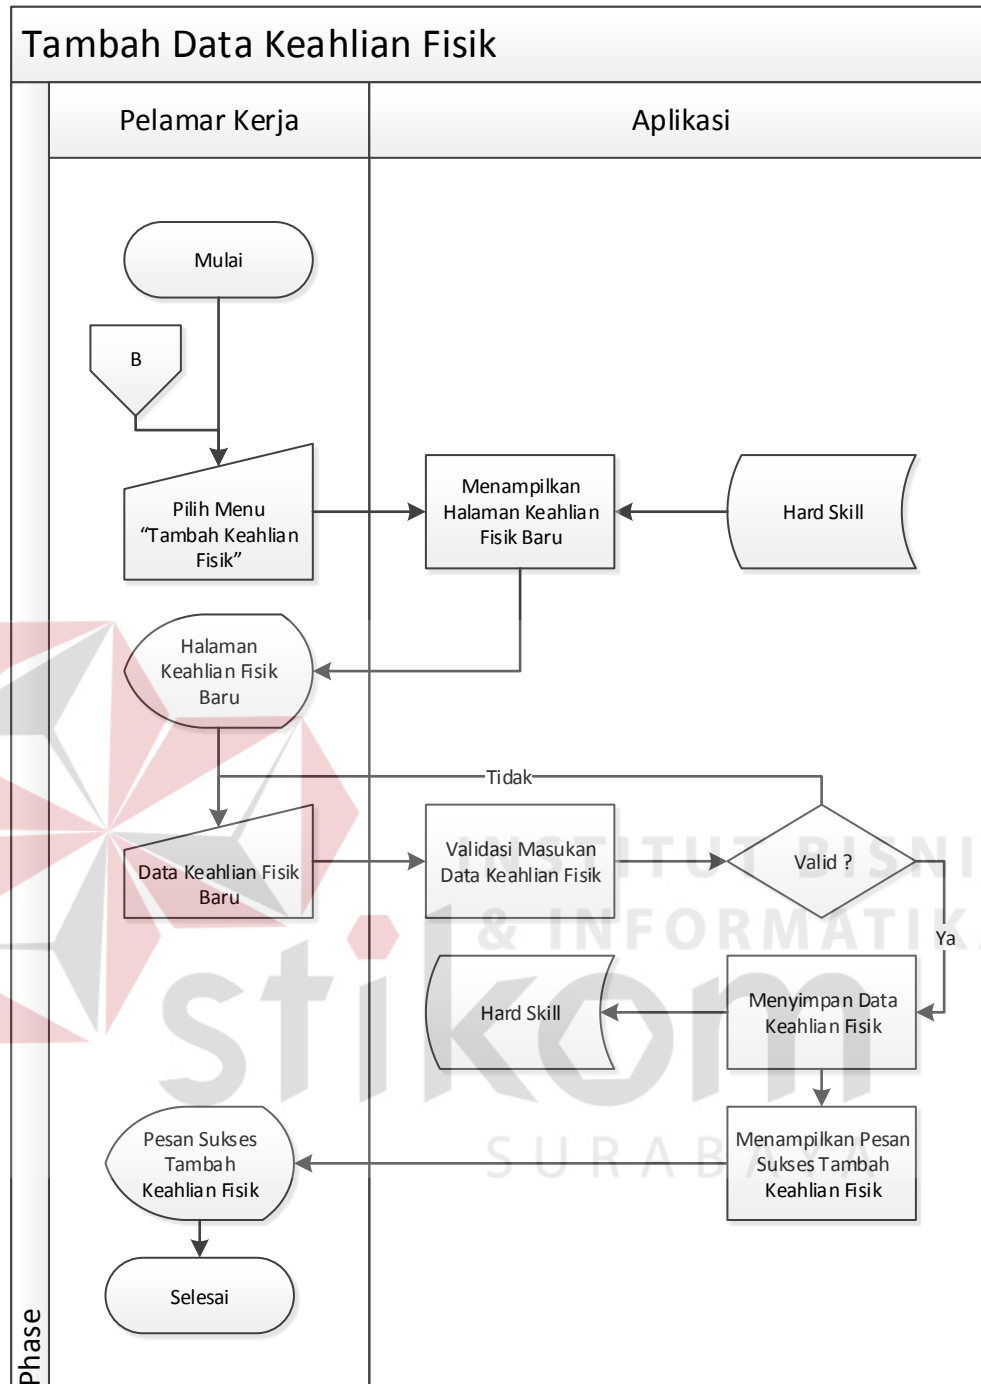 Tambah Data Keahlian Fisik
Pelamar Kerja
Aplikasi
Mulai
B
Pilih Menu
“Tambah Keahlian
Fisik”
Menampilkan
Halaman Keahlian
Fisik Baru
Hard Skill
Halaman
Keahlian Fisik
Baru
Tidak
Data Keahlian Fisik
Baru
Validasi Masukan
Data Keahlian Fisik
Valid ?
Ya
Hard Skill
Menyimpan Data
Keahlian Fisik
Pesan Sukses
Tambah
Keahlian Fisik
Menampilkan Pesan
Sukses Tambah
Keahlian Fisik
Selesai
Phase
INSTITUT BISNI
& INFORMATIKA
stikom
SURABAYA